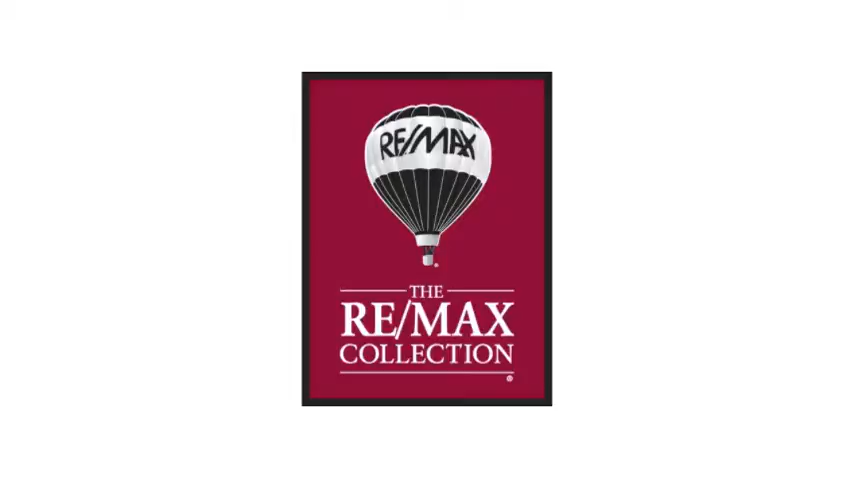 RE/MAX
®
THE
RE/MAX
COLLECTION
®